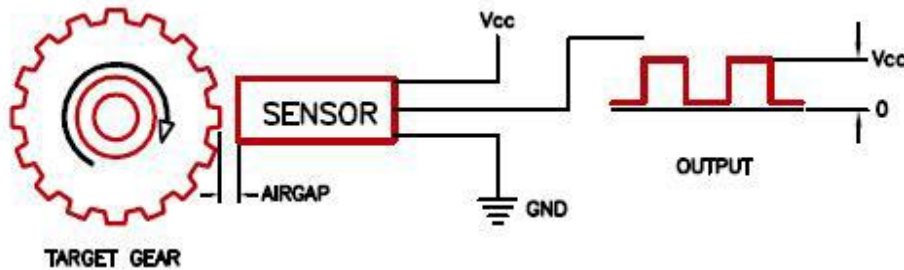 Vcc
SENSOR
Vcc
0
OUTPUT
AIRGAP
GND
TARGET GEAR